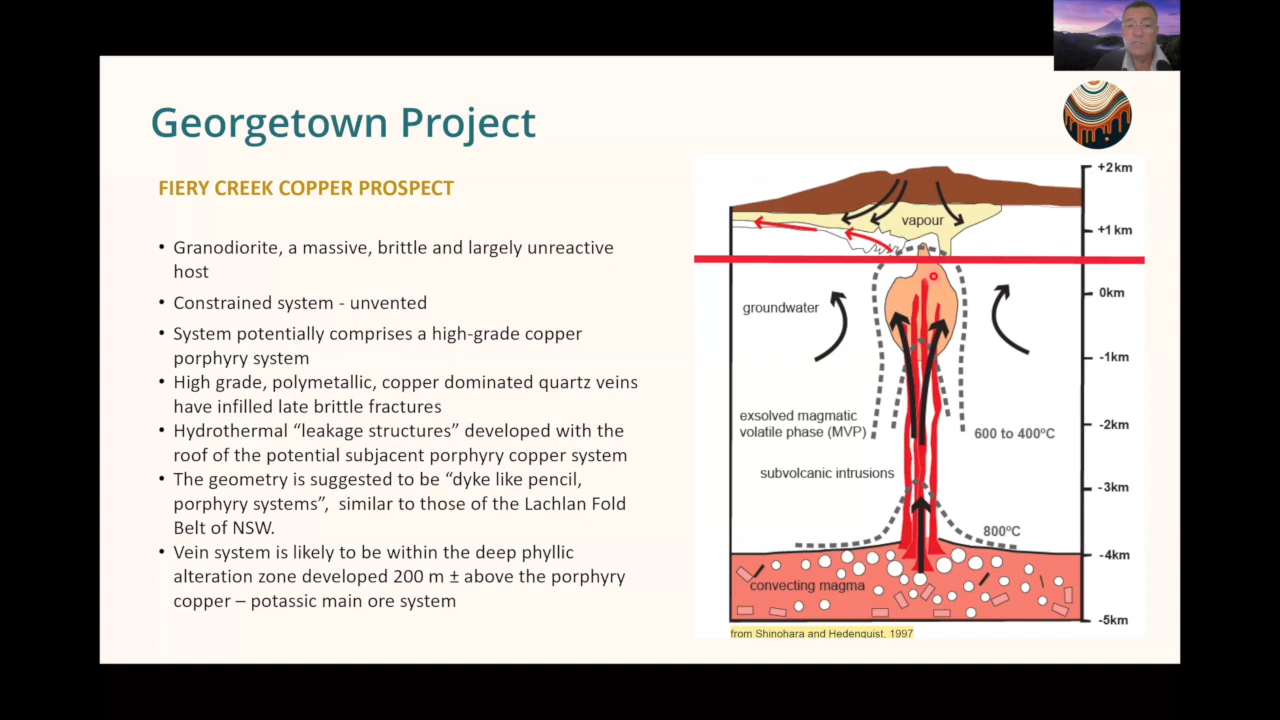 Georgetown Project
FIERY CREEK COPPER PROSPECT
• Granodiorite, a massive, brittle and largely unreactive
host
• Constrained system - unvented
• System potentially comprises a high-grade copper
porphyry system
• High grade, polymetallic, copper dominated quartz veins
have infilled late brittle fractures
• Hydrothermal “leakage structures” developed with the
roof of the potential subjacent porphyry copper system
• The geometry is suggested to be “dyke like pencil,
porphyry systems”, similar to those of the Lachlan Fold
Belt of NSW.
• Vein system is likely to be within the deep phyllic
alteration zone developed 200 m ± above the porphyry
copper – potassic main ore system
+2km
vapour
+1km
0km
groundwater
-1km
exsolved magmatic
volatile phase (MVP)
-2km
600 to 400ºC
subvolcanic intrusions
-3km
800ºC
-4km
convecting magma
-5km
from Shinohara and Hedenquist, 1997